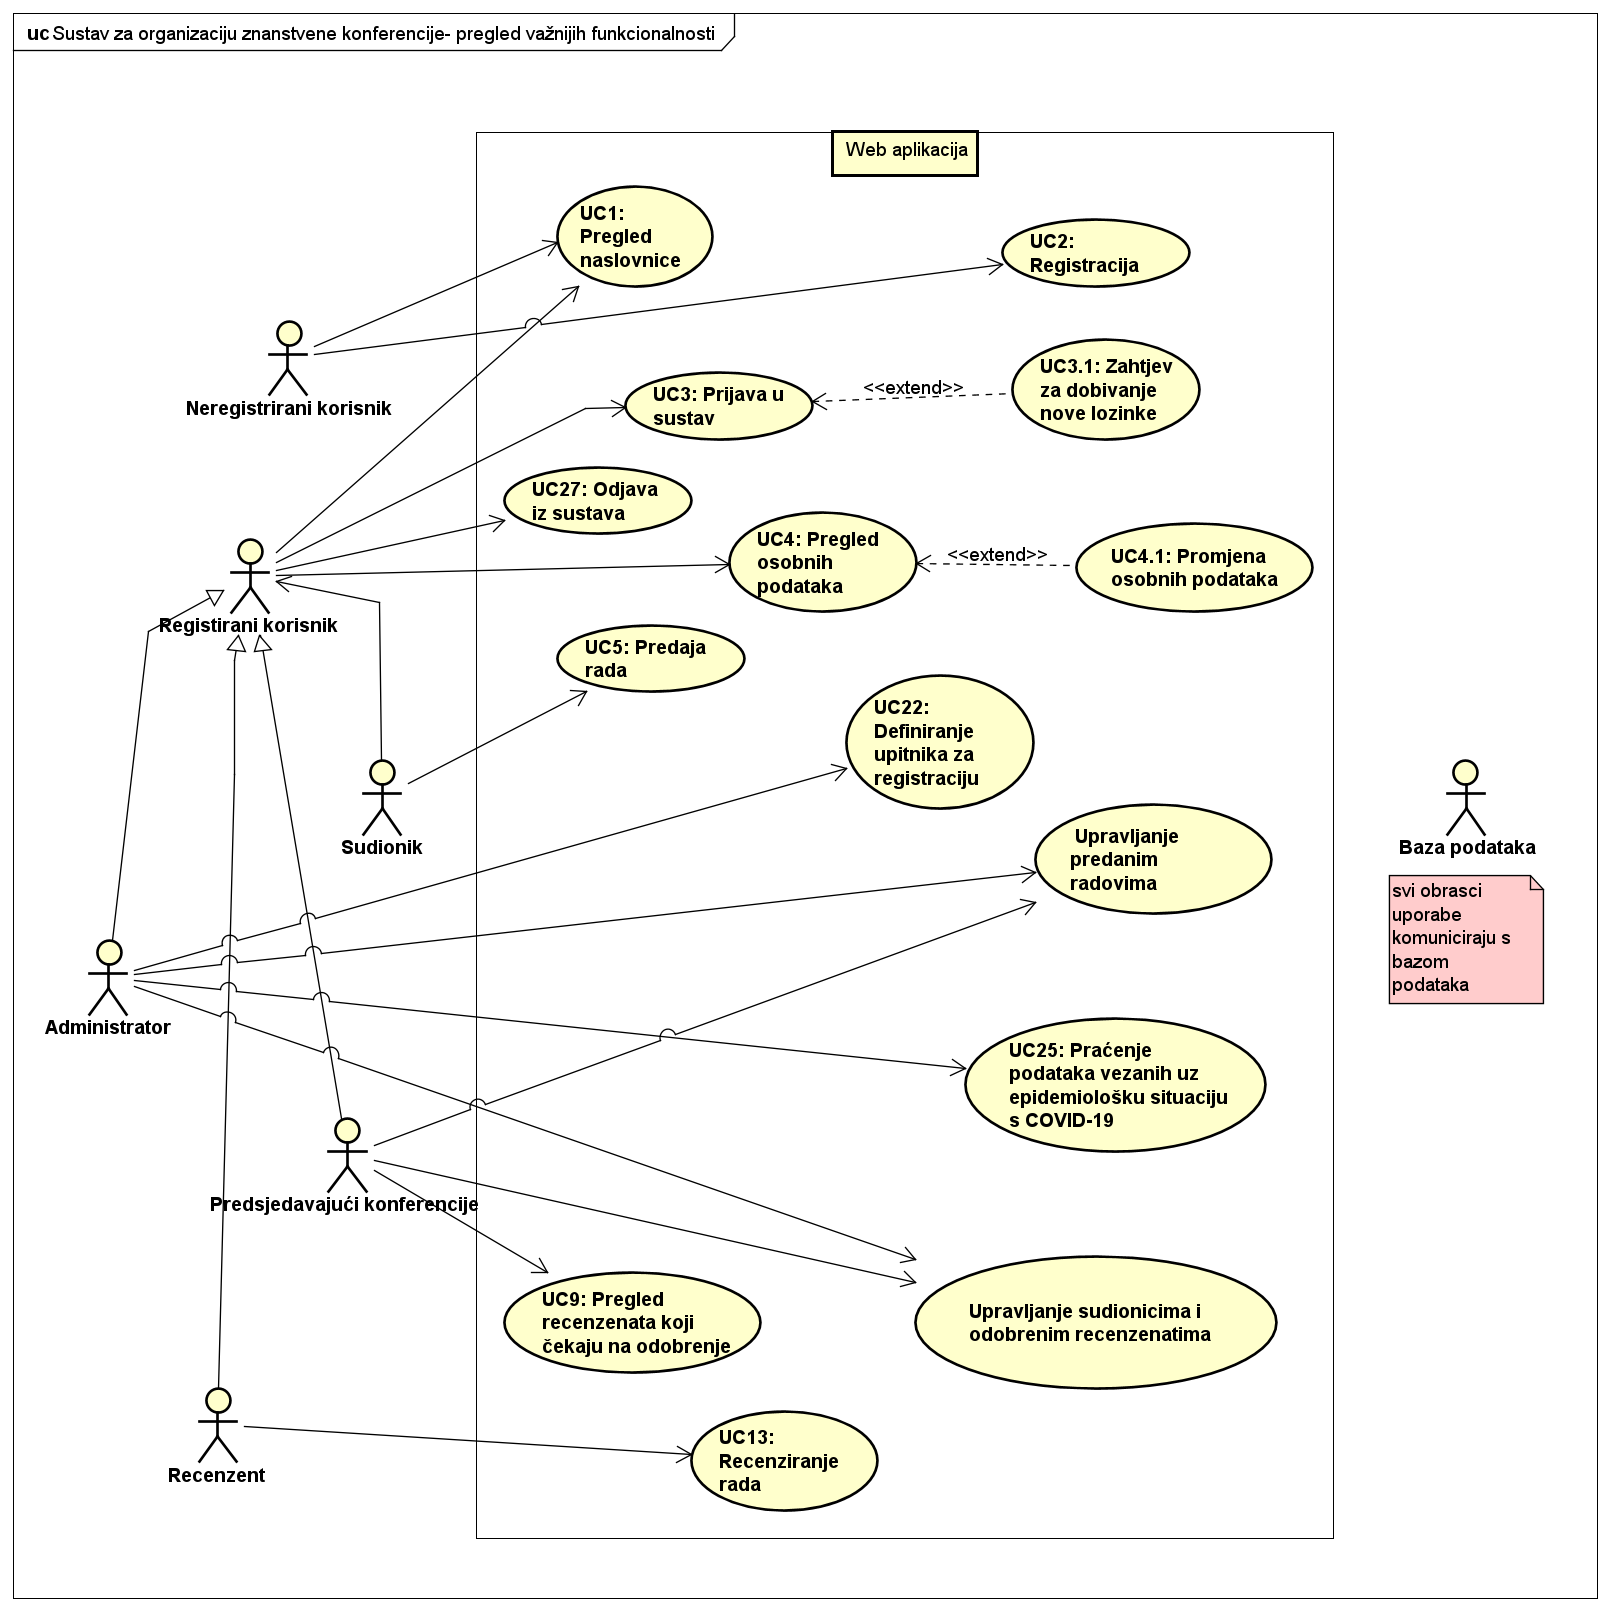 uc Sustav za organizaciju znanstvene konferencije- pregled važnijih funkcionalnosti
Web aplikacija
UC1:
Pregled
naslovnice
UC2:
Registracija
Neregistrirani korisnik
UC3: Prijava u
sustav
<<extend>>
UC3.1: Zahtjev
za dobivanje
nove lozinke
UC27: Odjava
iz sustava
UC4: Pregled
osobnih
podataka
<<extend>>
UC4.1: Promjena
osobnih podataka
Registirani korisnik
UC5: Predaja
rada
UC22:
Definiranje
upitnika za
registraciju
Sudionik
Upravljanje
predanim
radovima
Baza podataka
svi obrasci
uporabe
komuniciraju s
bazom
podataka
Administrator
UC25: Praćenje
podataka vezanih uz
epidemiološku situaciju
s COVID-19
Predsjedavajući konferencije
UC9: Pregled
recenzenata koji
čekaju na odobrenje
Upravljanje sudionicima i
odobrenim recenzenatima
Recenzent
UC13:
Recenziranje
rada